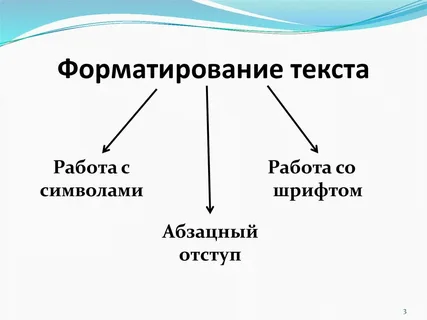 Форматирование текста
Работа с
символами
Работа со
шрифтом
Абзацный
отступ
3